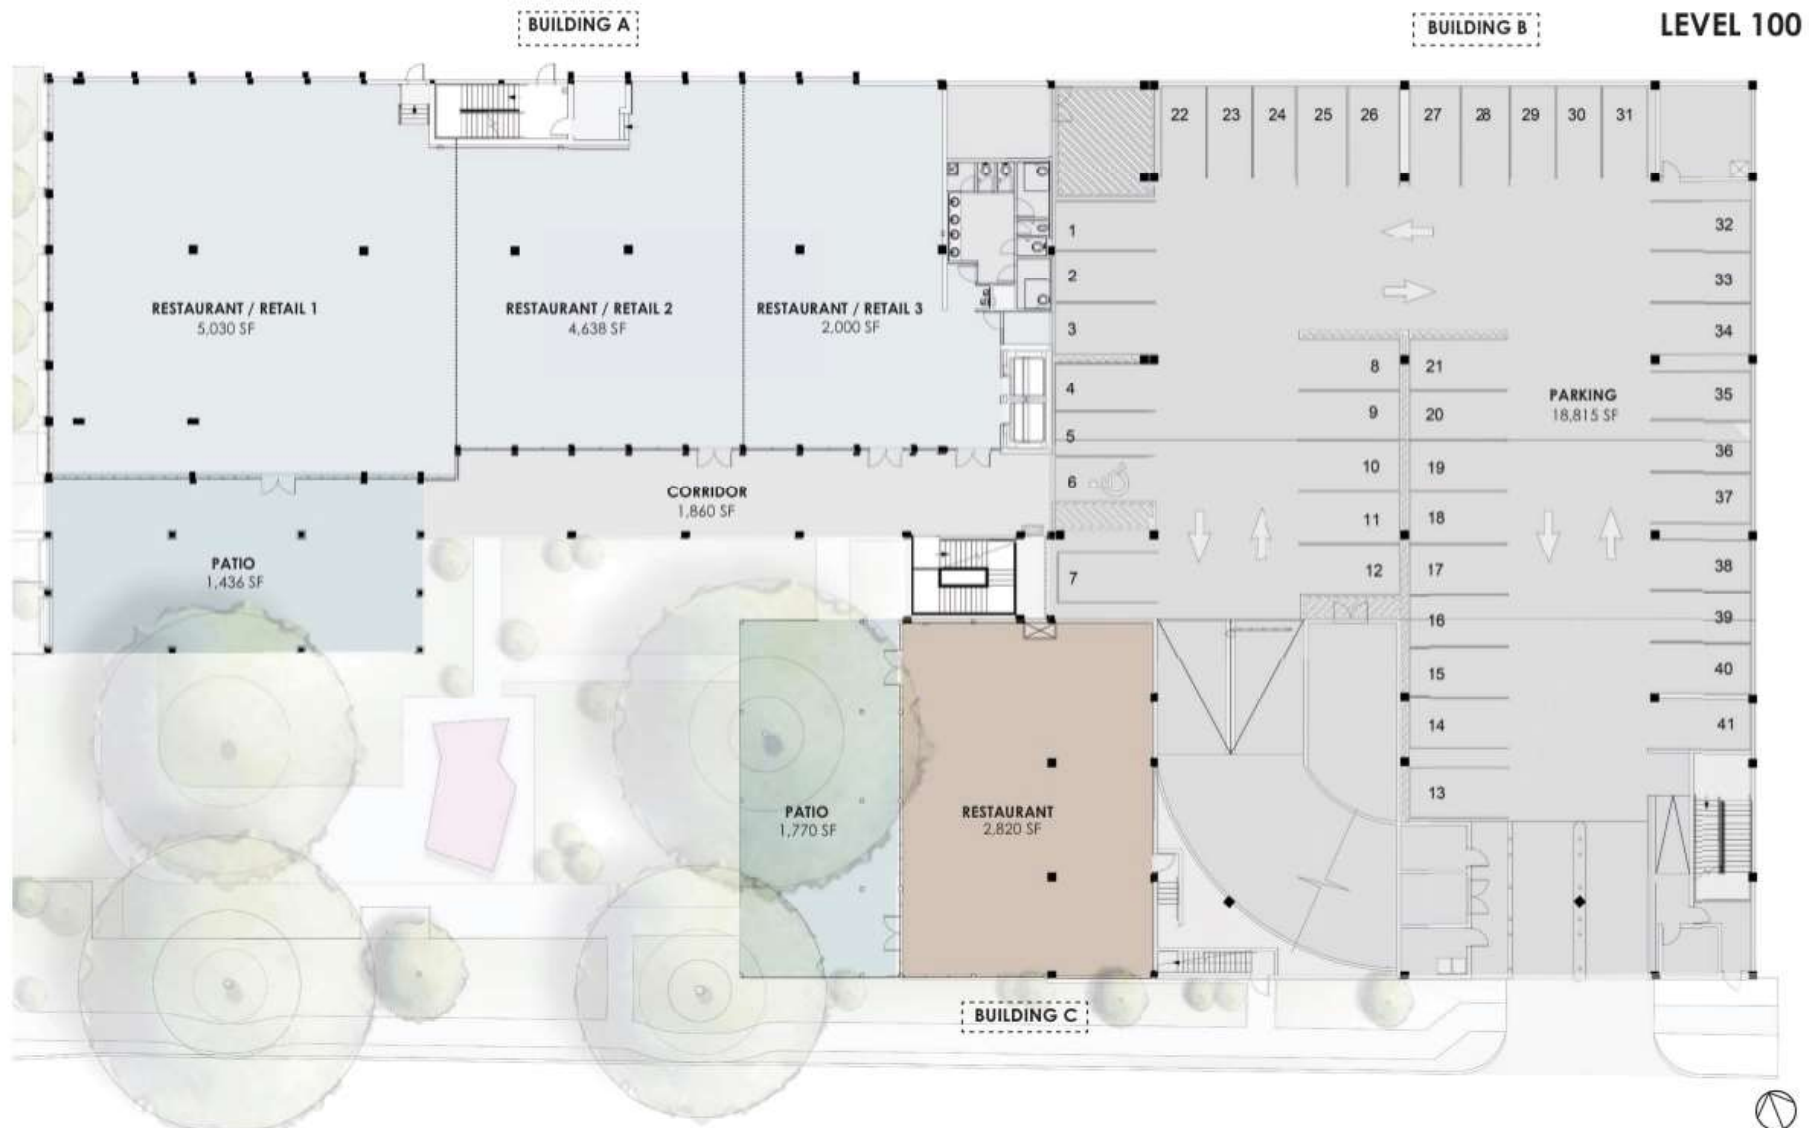 BUILDING A
BUILDING B
LEVEL 100
22 23 24 25 26 27 28 29 30 31
1
2
3
4
5
6
7
8
9
10
11
12
21
20
19
18
17
16
15
14
13
32
33
34
35
36
37
38
39
40
41
RESTAURANT / RETAIL 1
5,030 SF
RESTAURANT / RETAIL 2
4,638 SF
RESTAURANT / RETAIL 3
2,000 SF
PARKING
18,815 SF
CORRIDOR
1,860 SF
PATIO
1,436 SF
PATIO
1,770 SF
RESTAURANT
2,820 SF
BUILDING C